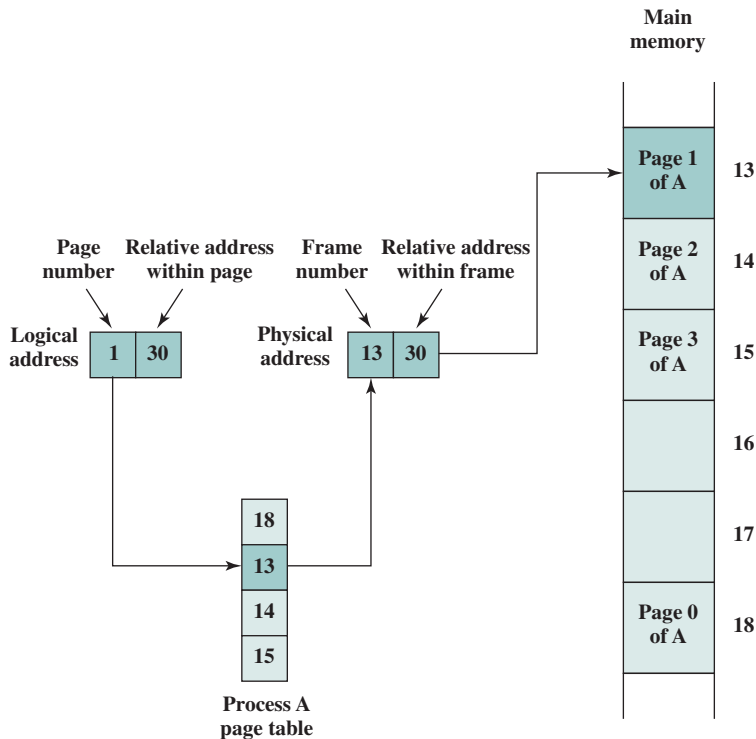 Main
memory
Page 1
of A
13
Page 2
of A
14
Page 3
of A
15
16
17
Page 0
of A
18
Page
number
Relative address
within page
Frame
number
Relative address
within frame
Logical
address
1
30
Physical
address
13
30
18
13
14
15
Process A
page table